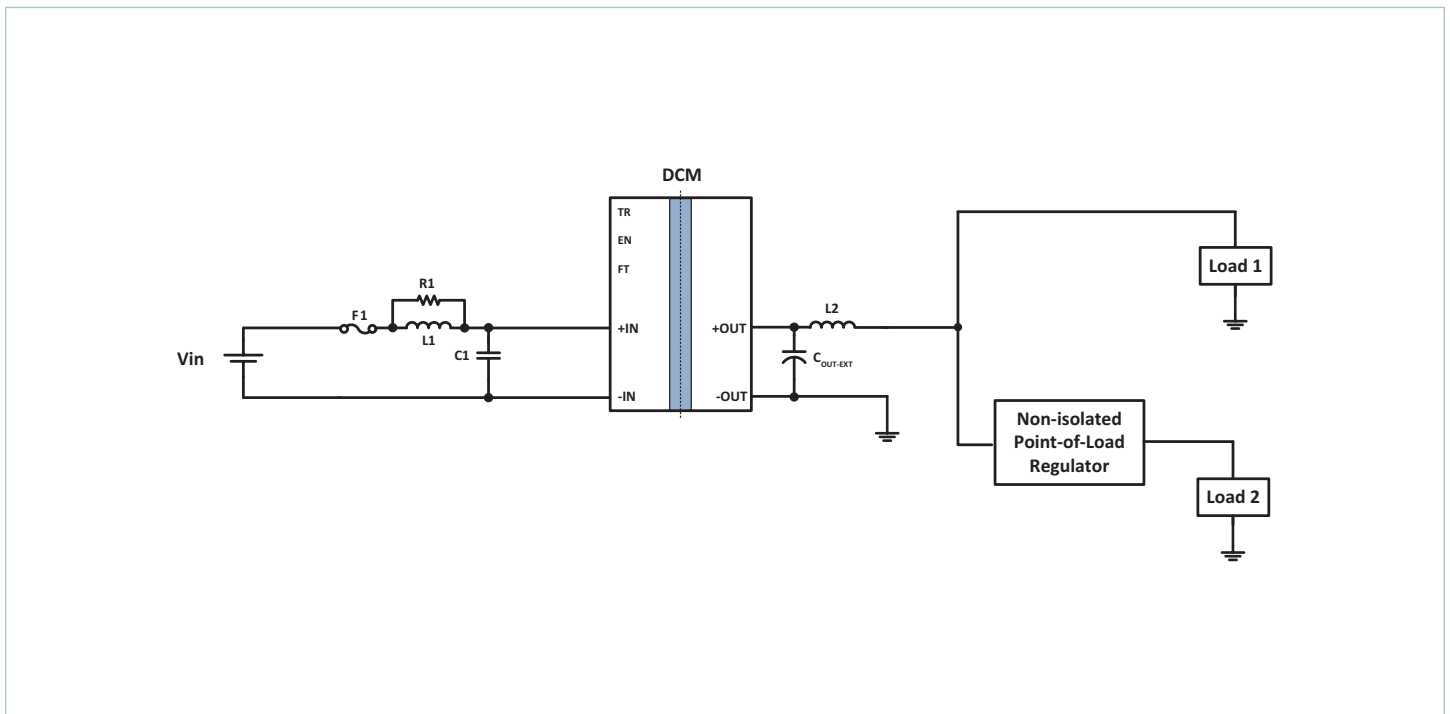 DCM
TR
EN
FT
+IN
-IN
+OUT
-OUT
Vin
F1
R1
L1
C1
L2
COUT-EXT
Load 1
Non-isolated
Point-of-Load
Regulator
Load 2